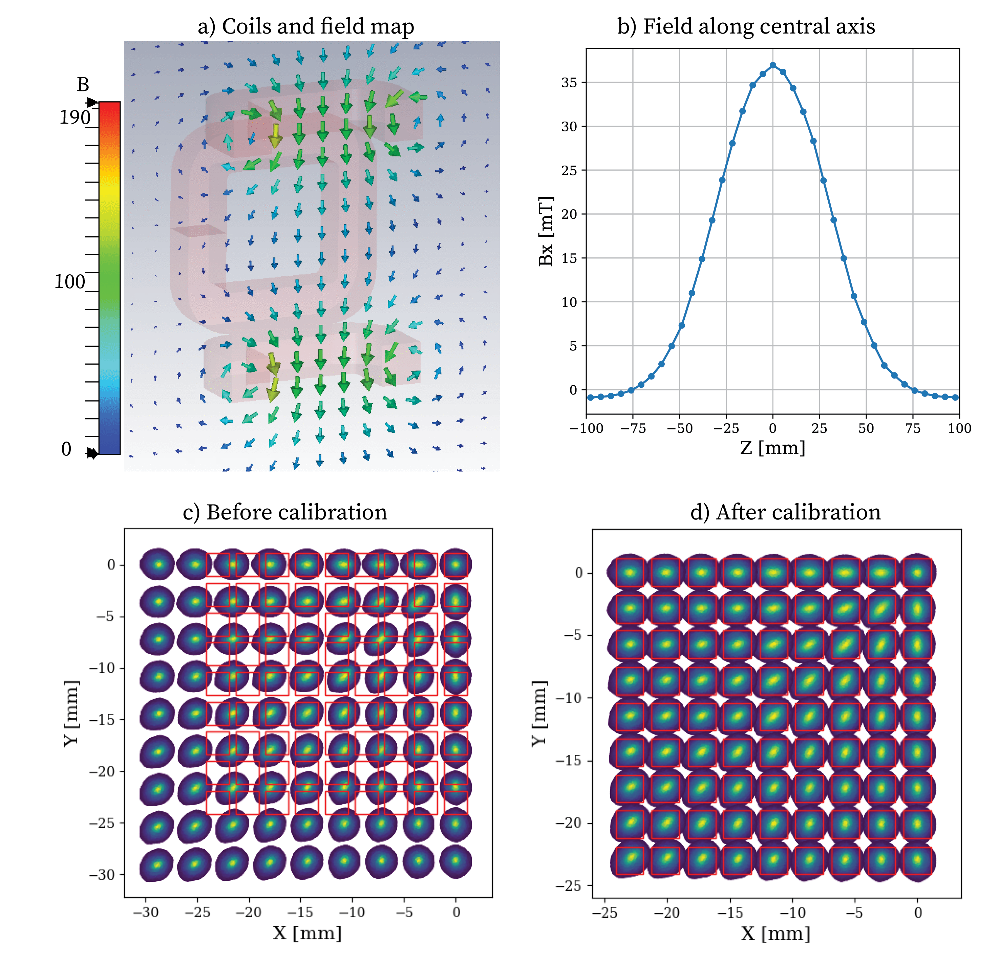 a) Coils and field map
B
190
100
0
b) Field along central axis
Bx [mT]
35
30
25
20
15
10
5
0
−100 −75 −50 −25 0 25 50 75 100
Z [mm]
c) Before calibration
Y [mm]
0
−5
−10
−15
−20
−25
−30
−30 −25 −20 −15 −10 −5 0
X [mm]
d) After calibration
Y [mm]
0
−5
−10
−15
−20
−25
−25 −20 −15 −10 −5 0
X [mm]